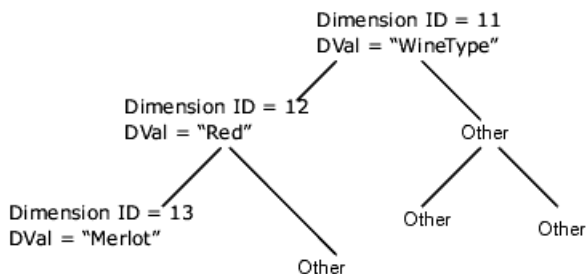 Dimension ID = 11
DVal = “WineType”
Dimension ID = 12
DVal = “Red”
Other
Dimension ID = 13
DVal = “Merlot”
Other
Other
Other